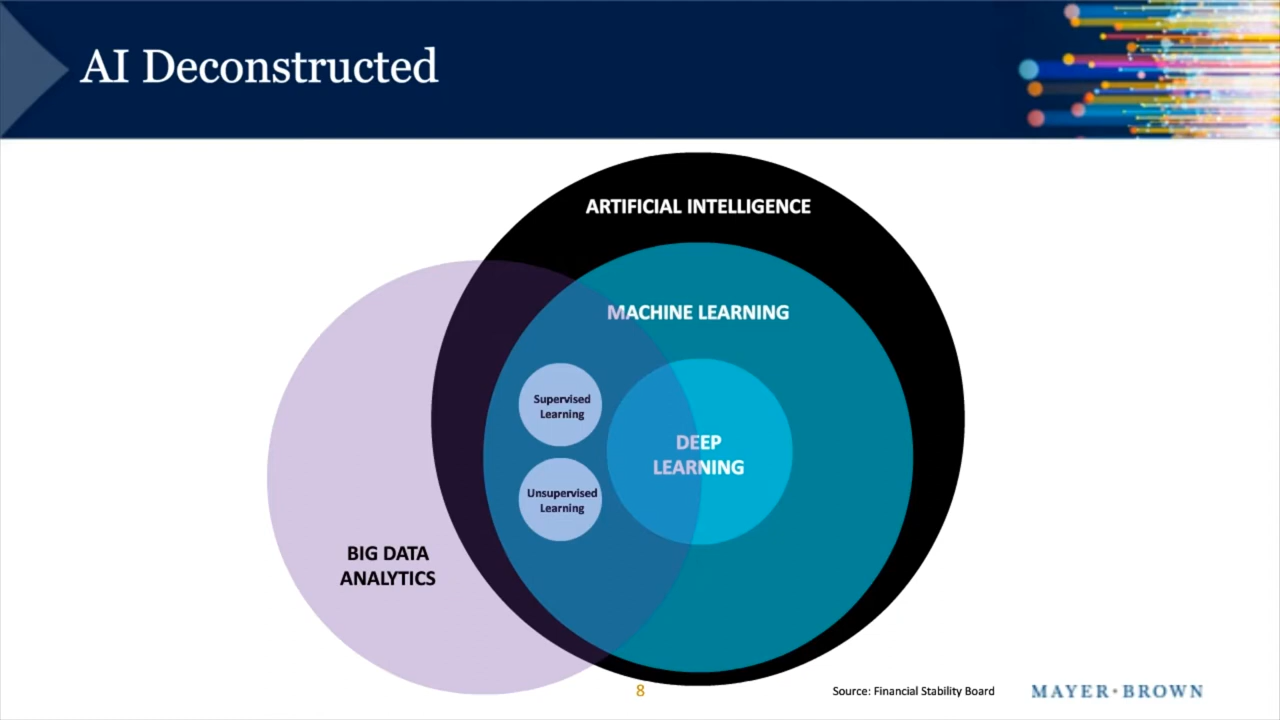 AI Deconstructed
ARTIFICIAL INTELLIGENCE
MACHINE LEARNING
Supervised
Learning
DEEP
LEARNING
Unsupervised
Learning
BIG DATA
ANALYTICS
8
Source: Financial Stability Board
MAYER•BROWN